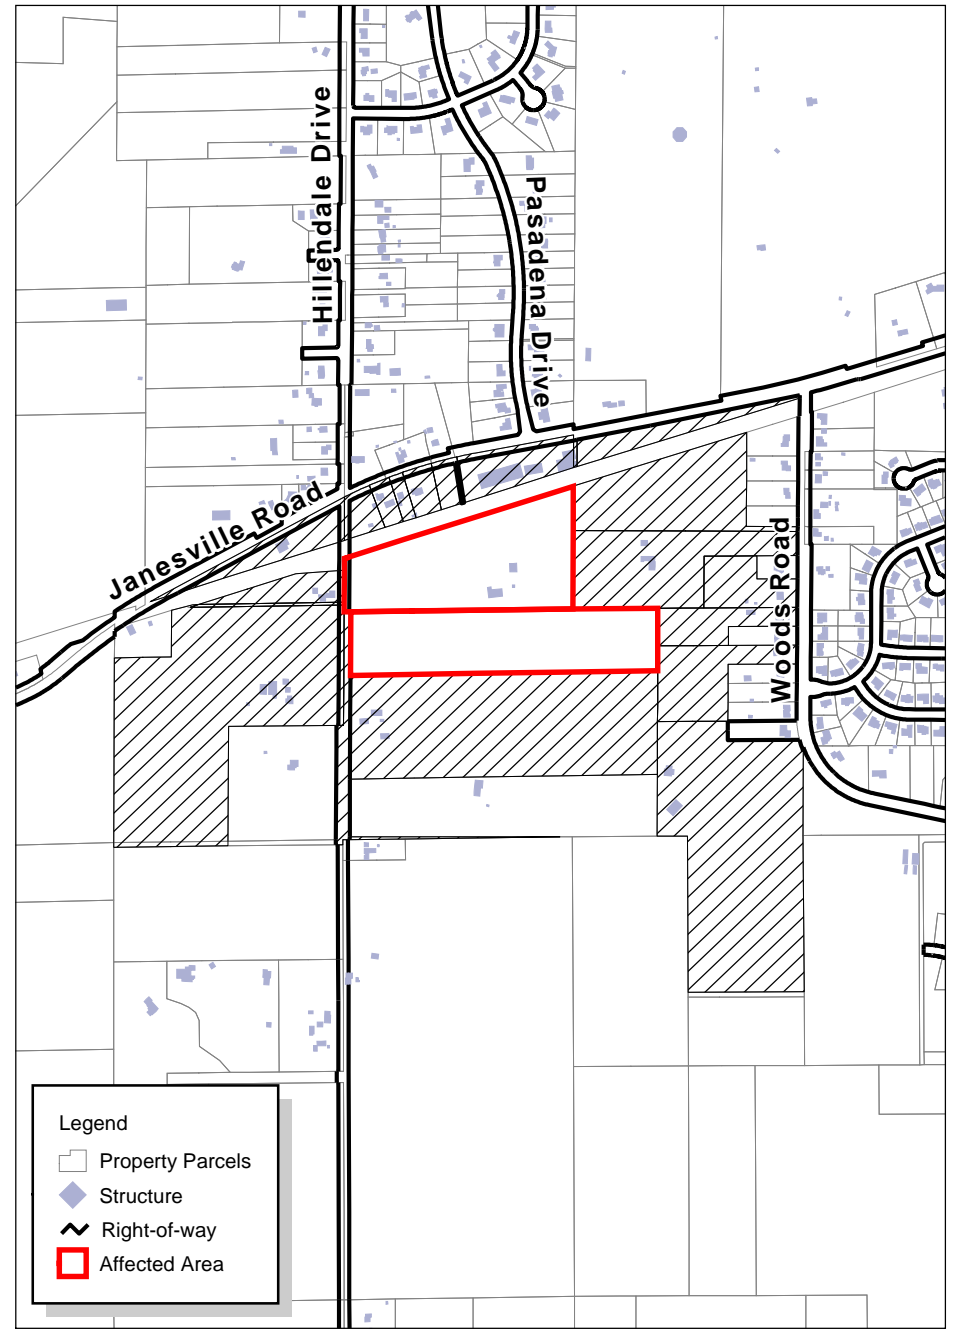 Hillendale Drive
Pasadena Drive
Janesville Road
Woods Road
Legend
Property Parcels
Structure
Right-of-way
Affected Area